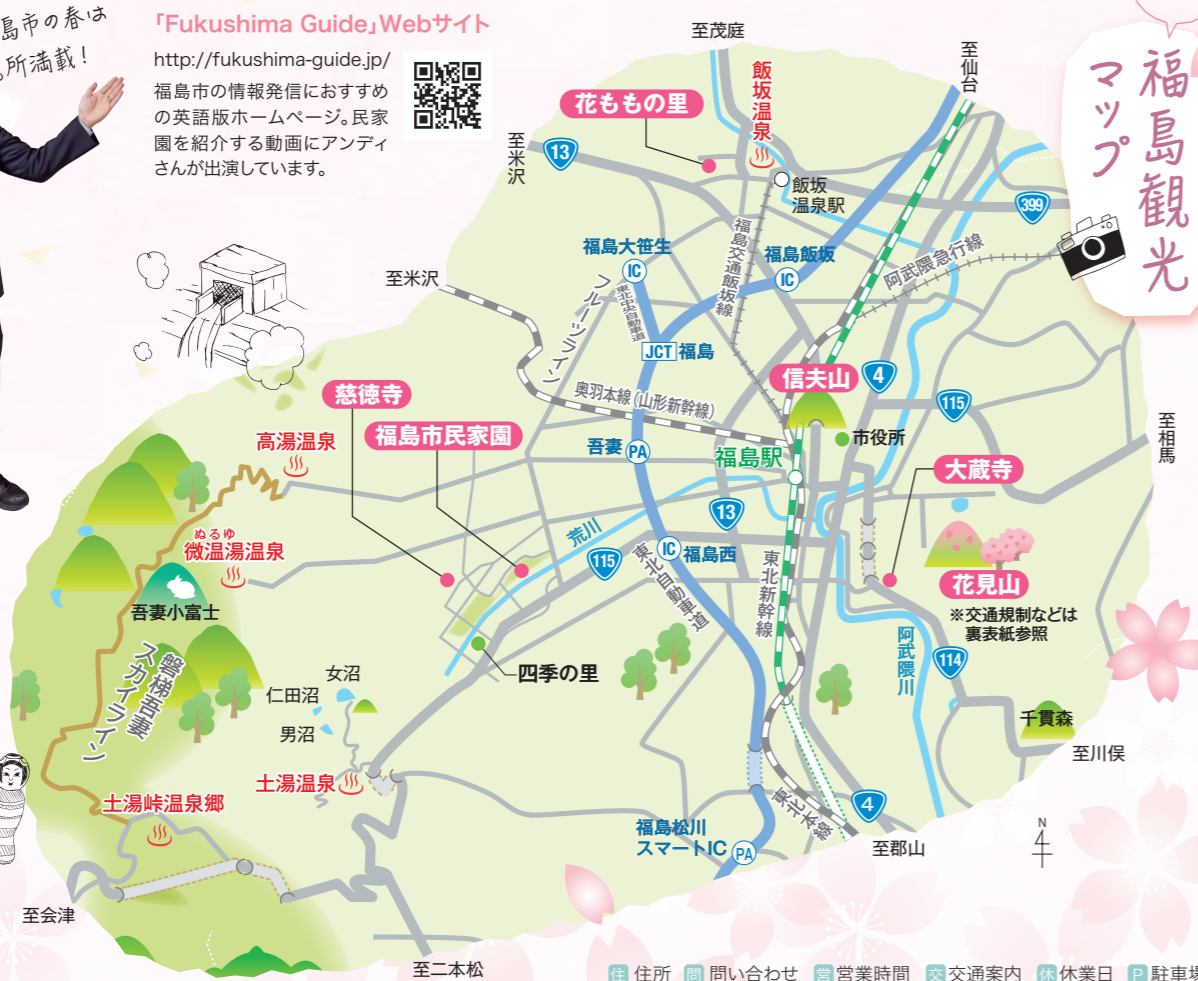 島市の春は
所満載!
「Fukushima Guide」Webサイト
http://fukushima-guide.jp/
福島市の情報発信におすすめ
の英語版ホームページ。民家
園を紹介する動画にアンディ
さんが出演しています。
福島観光
マップ
至茂庭
至仙台
飯坂温泉
花ももの里
至米沢
13
飯坂
温泉駅
399
福島大笹生
IC
福島飯坂
IC
福島交通飯坂線
阿武隈急行線
至米沢
フルーツライン
東北中央自動車道
JCT 福島
奥羽本線(山形新幹線)
信夫山
4
115
至相馬
慈徳寺
福島市民家園
高湯温泉
吾妻 PA
福島駅
市役所
大蔵寺
13
ぬるゆ
微温湯温泉
荒川
115
IC 福島西
東北自動車道
東北新幹線
花見山
※交通規制などは
裏表紙参照
吾妻小富士
磐梯吾妻
スカイライン
四季の里
阿武隈川
114
女沼
仁田沼
男沼
千貫森
至川俣
土湯温泉
土湯峠温泉郷
福島松川
スマートIC PA
東北本線
4
至郡山
N
至会津
至二本松
住 住所 問 問い合わせ 営 営業時間 交 交通案内 休 休業日 P 駐車場